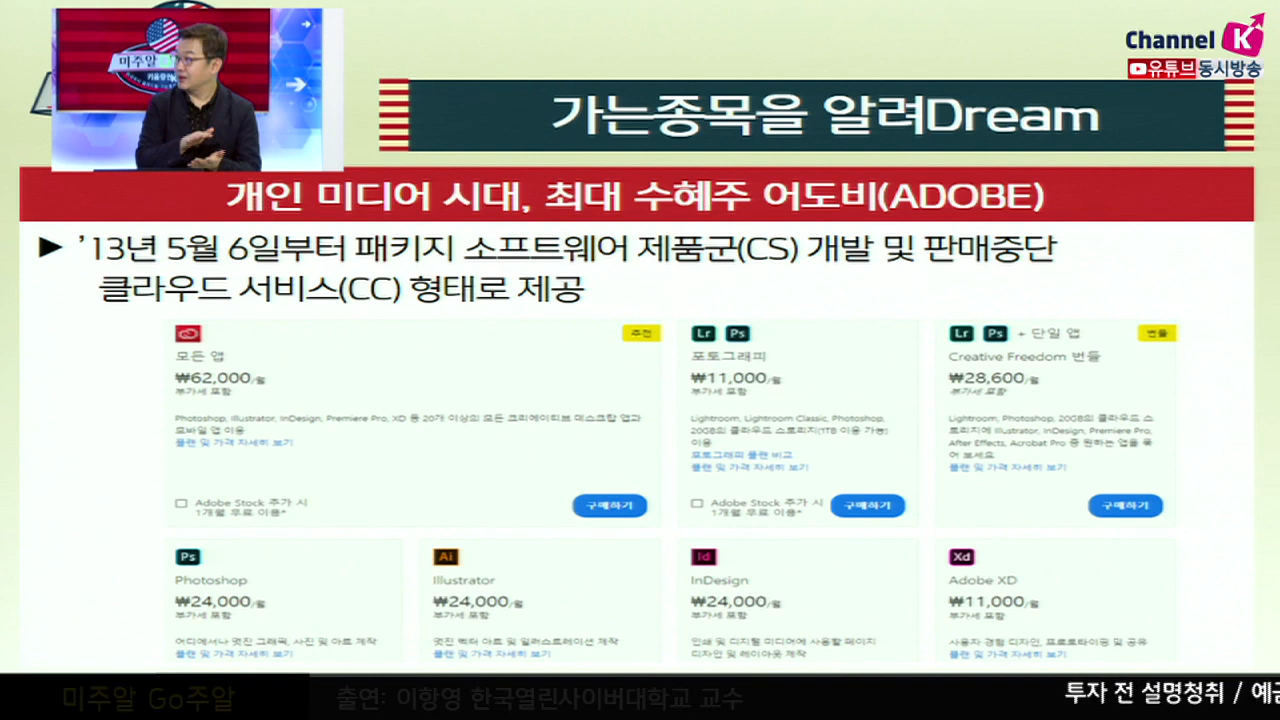 미주알
키움증권
Channel K
유튜브 동시방송
가는종목을 알려Dream
개인 미디어 시대, 최대 수혜주 어도비(ADOBE)
▶ ’13년 5월 6일부터 패키지 소프트웨어 제품군(CS) 개발 및 판매중단
클라우드 서비스(CC) 형태로 제공
추천
모든 앱
₩62,000/월
부가세 포함
Photoshop, Illustrator, InDesign, Premiere Pro, XD 등 20개 이상의 모든 크리에이티브 데스크탑 앱과
모바일 앱 이용
플랜 및 가격 자세히 보기
Adobe Stock 추가 시
1개월 무료 이용*
구매하기
Lr Ps
포토그래피
₩11,000/월
부가세 포함
Lightroom, Lightroom Classic, Photoshop,
20GB의 클라우드 스토리지(1TB 이용 가능)
이용
포토그래피 플랜 비교
플랜 및 가격 자세히 보기
Adobe Stock 추가 시
1개월 무료 이용*
구매하기
Lr Ps + 단일 앱
번들
Creative Freedom 번들
₩28,600/월
부가세 포함
Lightroom, Photoshop, 20GB의 클라우드 스
토리지에 Illustrator, InDesign, Premiere Pro,
After Effects, Acrobat Pro 중 원하는 앱을 묶
어 보세요
플랜 및 가격 자세히 보기
구매하기
Ps
Photoshop
₩24,000/월
부가세 포함
어디에서나 멋진 그래픽, 사진 및 아트 제작
플랜 및 가격 자세히 보기
Ai
Illustrator
₩24,000/월
부가세 포함
멋진 벡터 아트 및 일러스트레이션 제작
플랜 및 가격 자세히 보기
Id
InDesign
₩24,000/월
부가세 포함
인쇄 및 디지털 미디어에 사용할 페이지
디자인 및 레이아웃 제작
Xd
Adobe XD
₩11,000/월
부가세 포함
사용자 경험 디자인, 프로토타이핑 및 공유
플랜 및 가격 자세히 보기
미주알 Go주알
출연: 이항영 한국열린사이버대학교 교수
투자 전 설명청취 / 예금